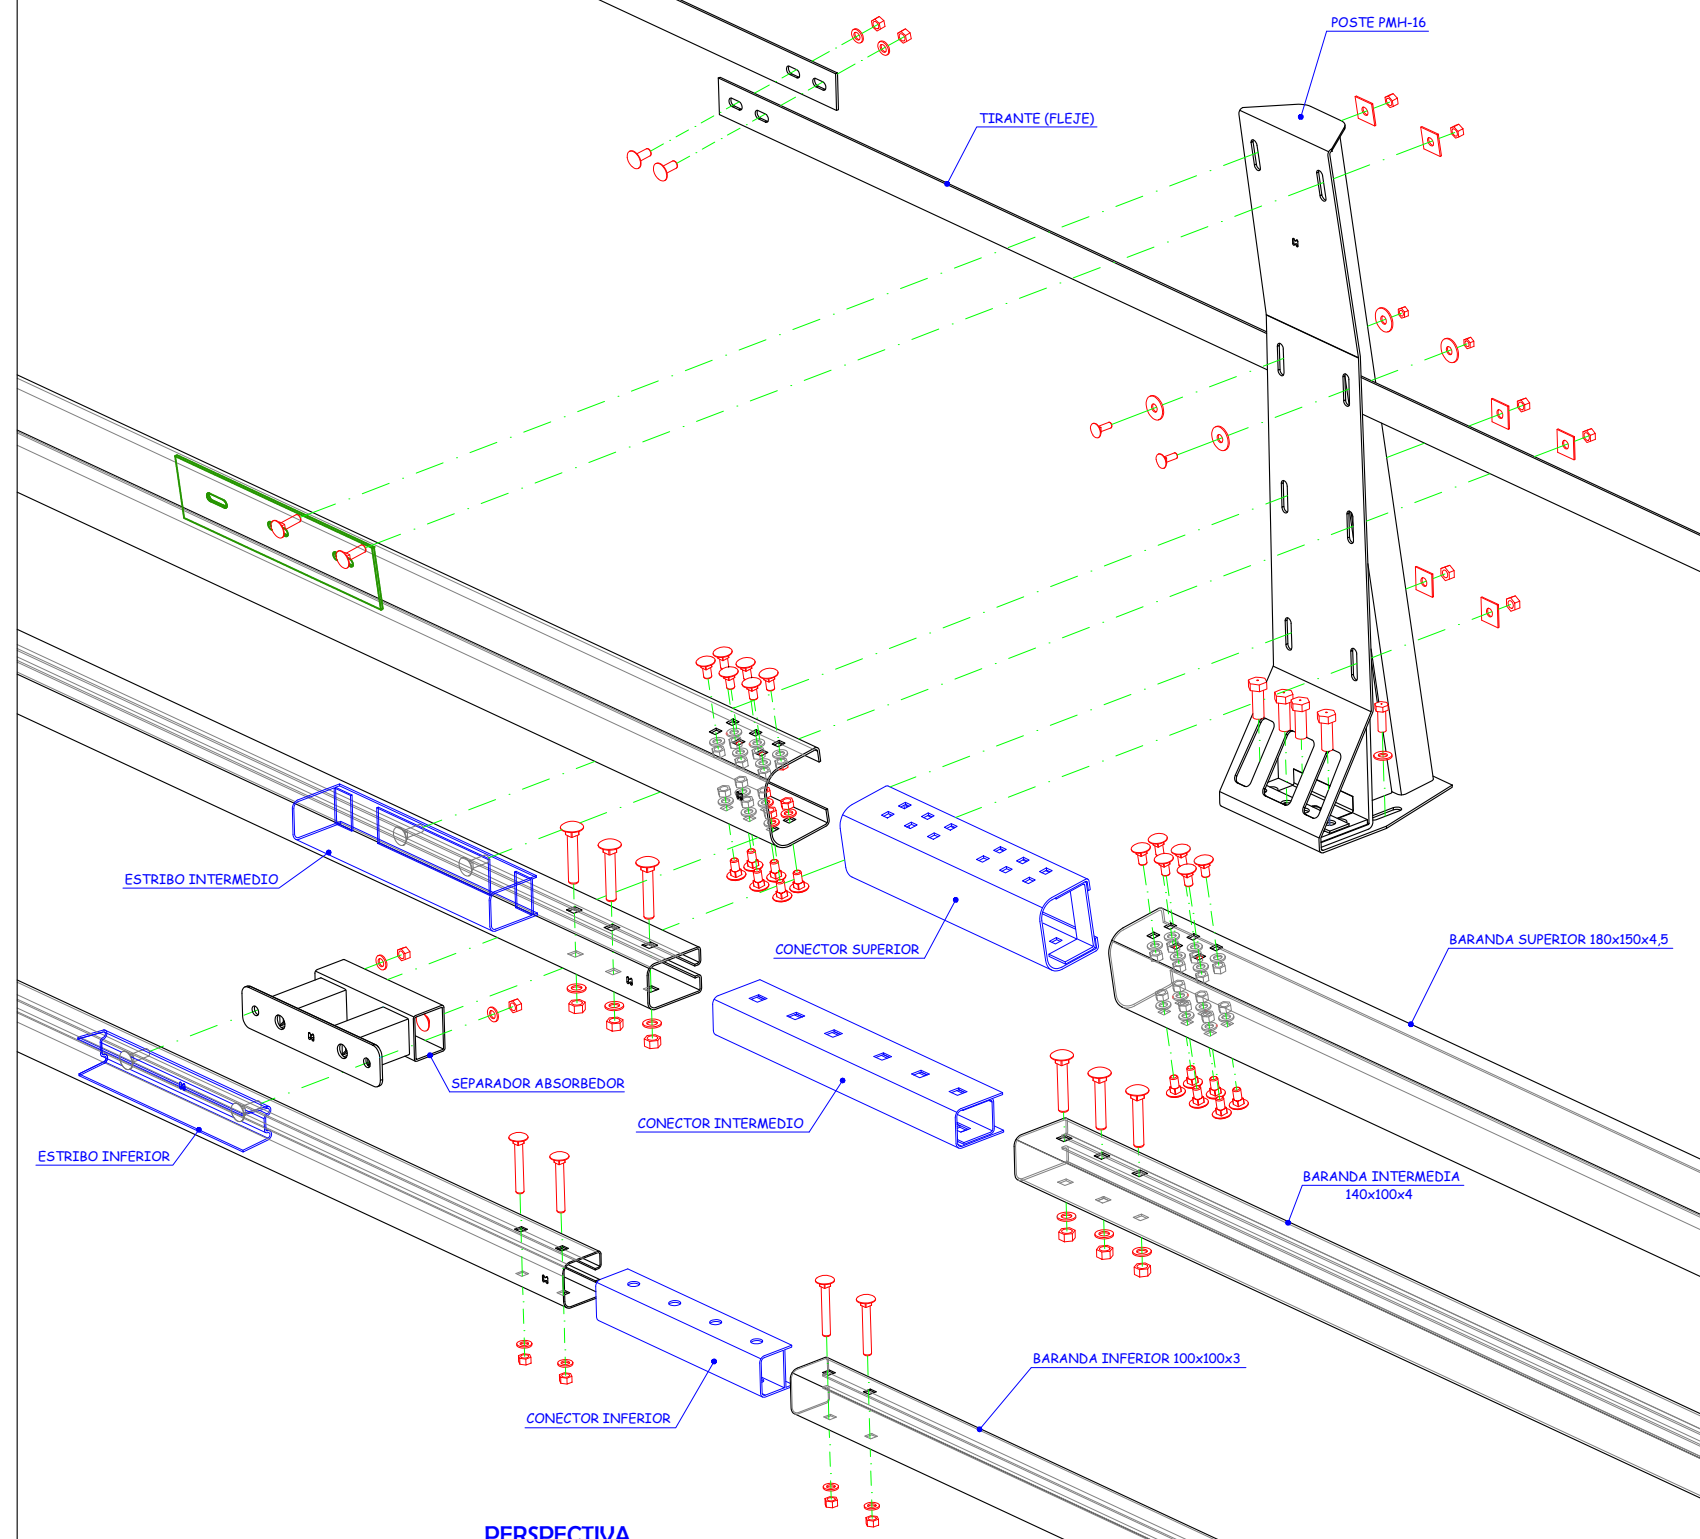 POSTE PMH-16
TIRANTE (FLEJE)
ESTRIBO INTERMEDIO
CONECTOR SUPERIOR
BARANDA SUPERIOR 180x150x4,5
SEPARADOR ABSORBEDOR
CONECTOR INTERMEDIO
ESTRIBO INFERIOR
BARANDA INTERMEDIA
140x100x4
BARANDA INFERIOR 100x100x3
CONECTOR INFERIOR
PERSPECTIVA